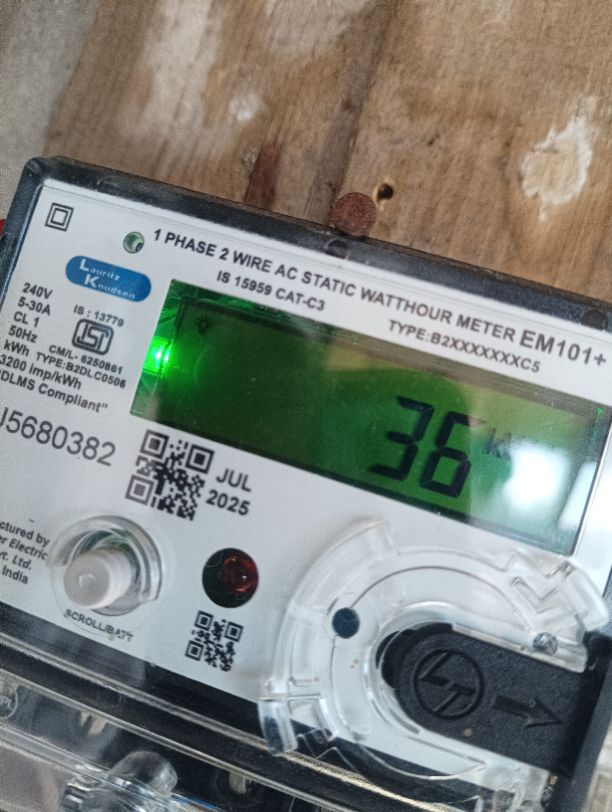 1 PHASE 2 WIRE AC STATIC WATTHOUR METER EM101+
IS 15959 CAT-C3
TYPE:B2XXXXXXXC5
Lauritz
Knudsen
240V
5-30A
CL 1
50Hz
kWh
3200 imp/kWh
"DLMS Compliant"
IS : 13779
ISI
CM/L- 6250861
TYPE:B2DLC0506
36
5680382
JUL
2025
India
SCROLL/BATT
LT